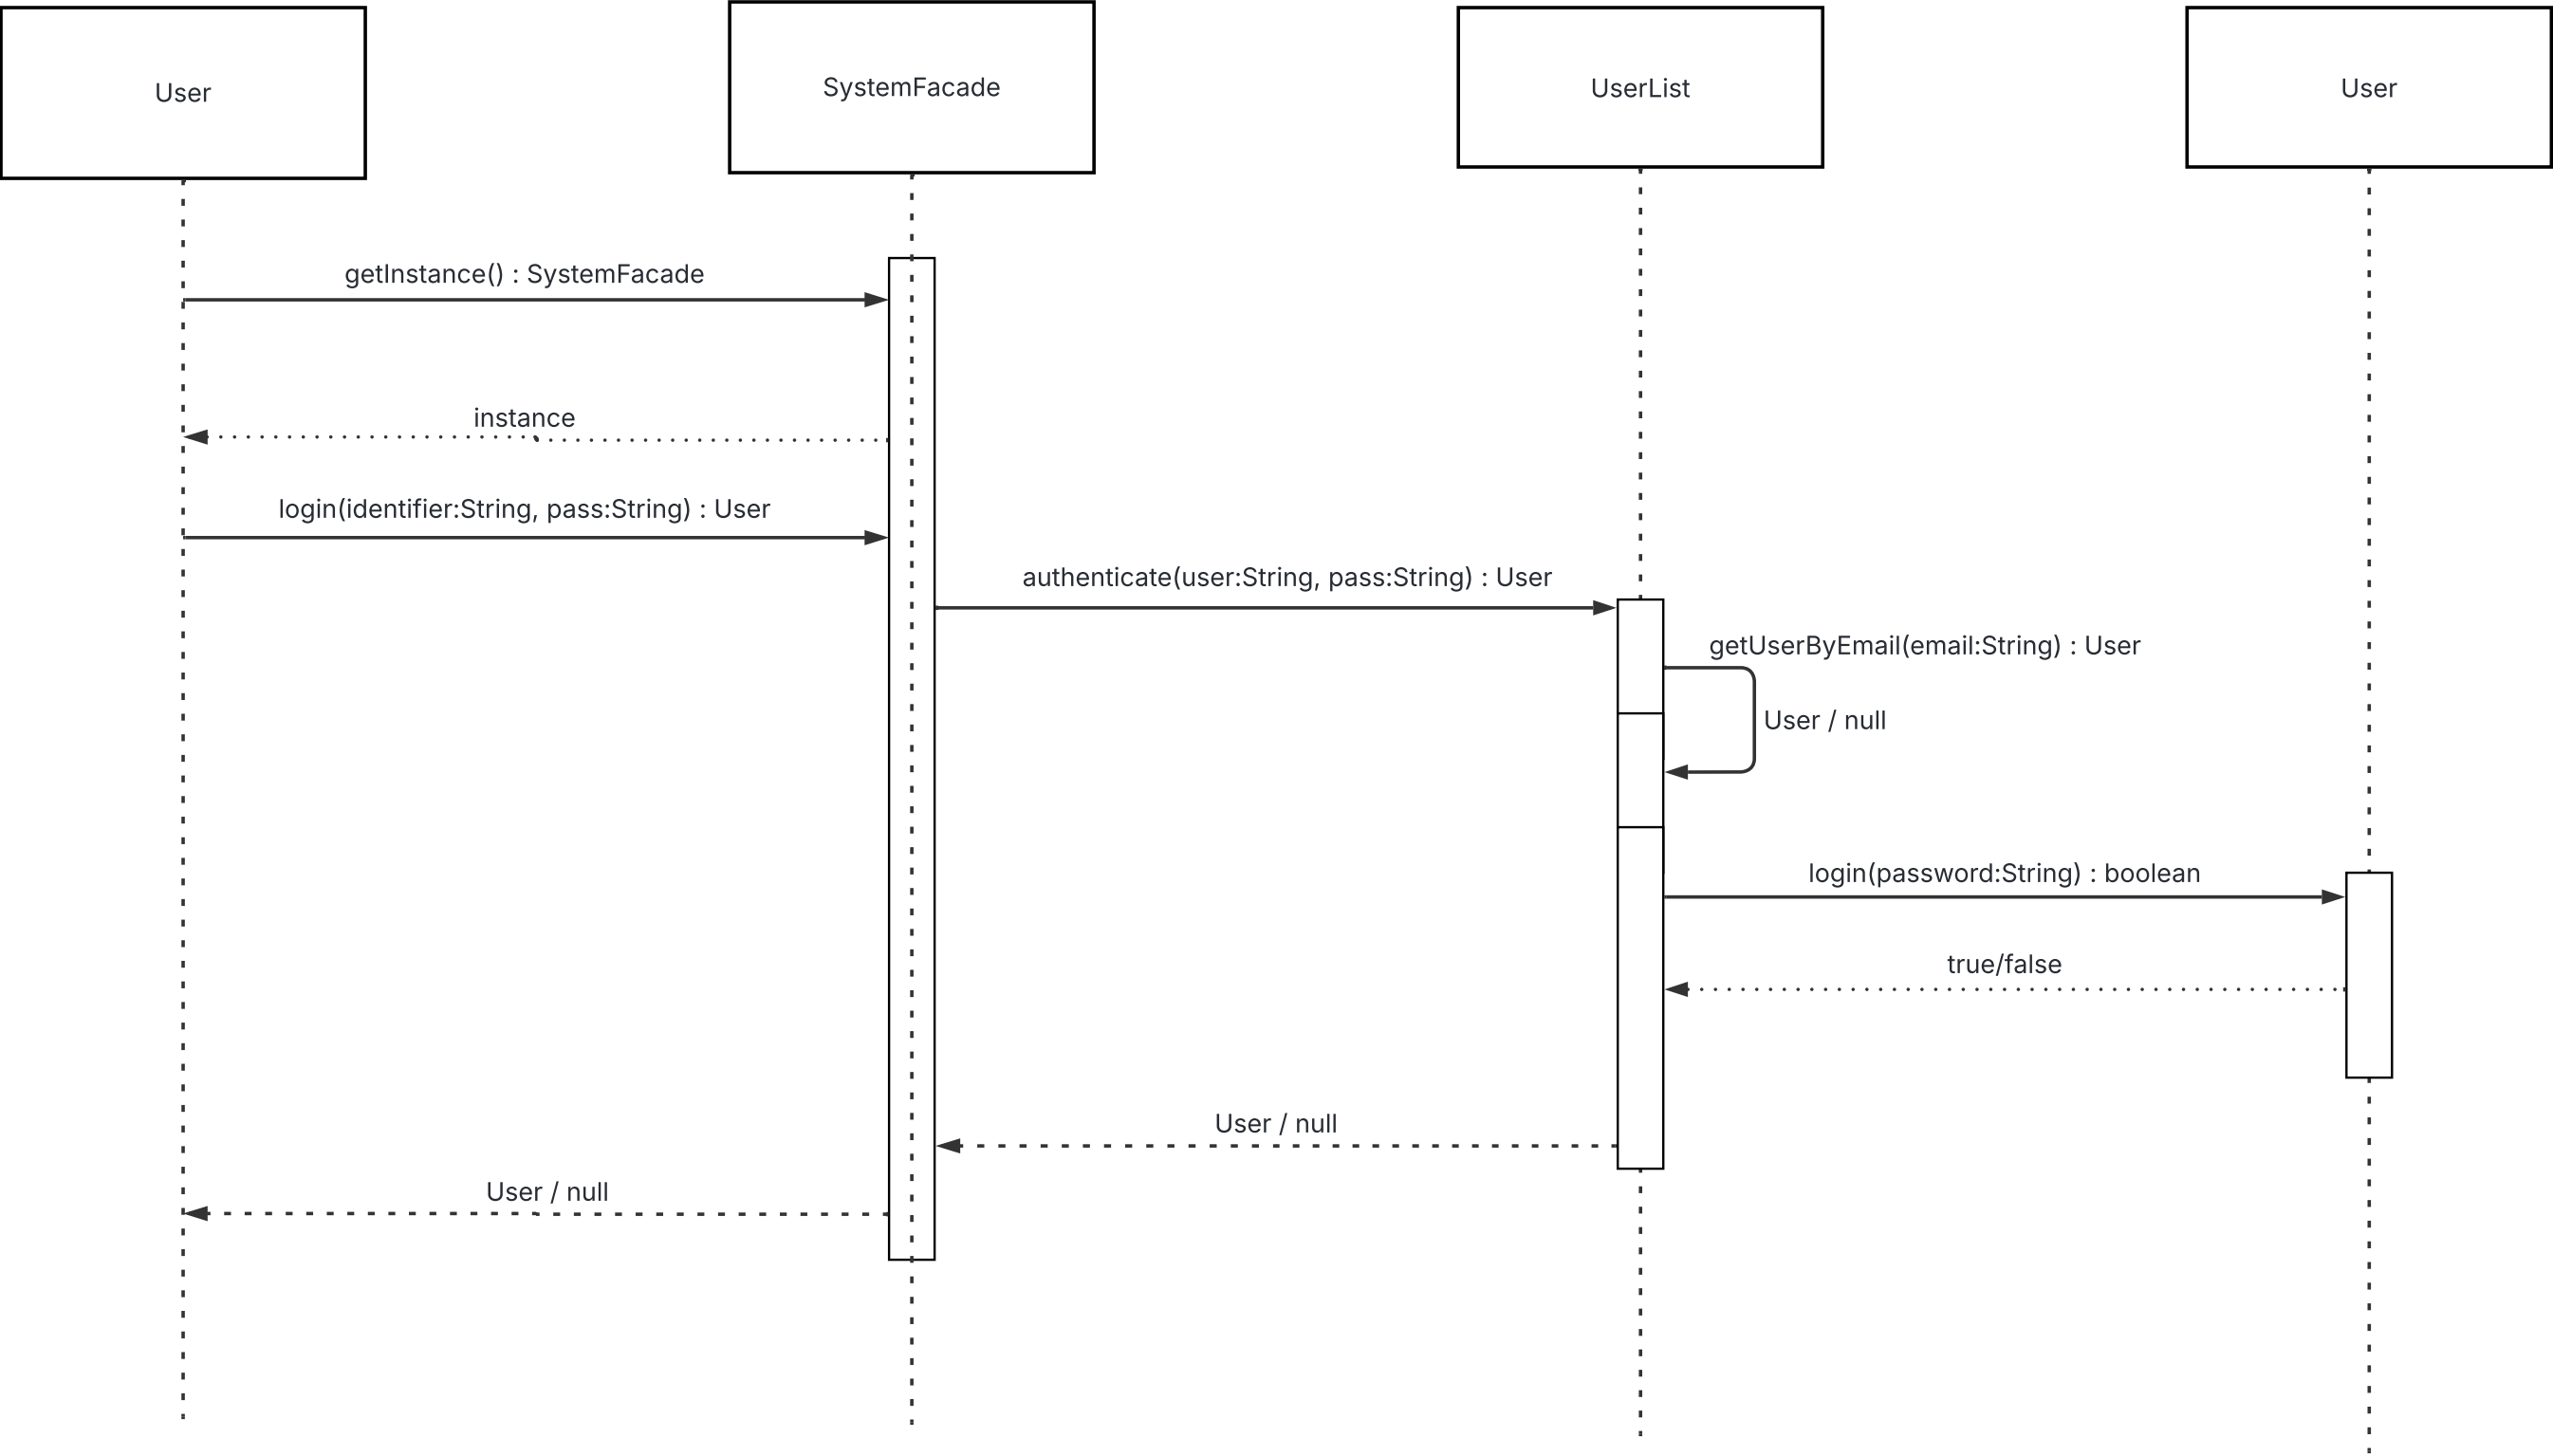 User
SystemFacade
UserList
User
getInstance() : SystemFacade
instance
login(identifier:String, pass:String) : User
authenticate(user:String, pass:String) : User
getUserByEmail(email:String) : User
User / null
login(password:String) : boolean
true/false
User / null
User / null